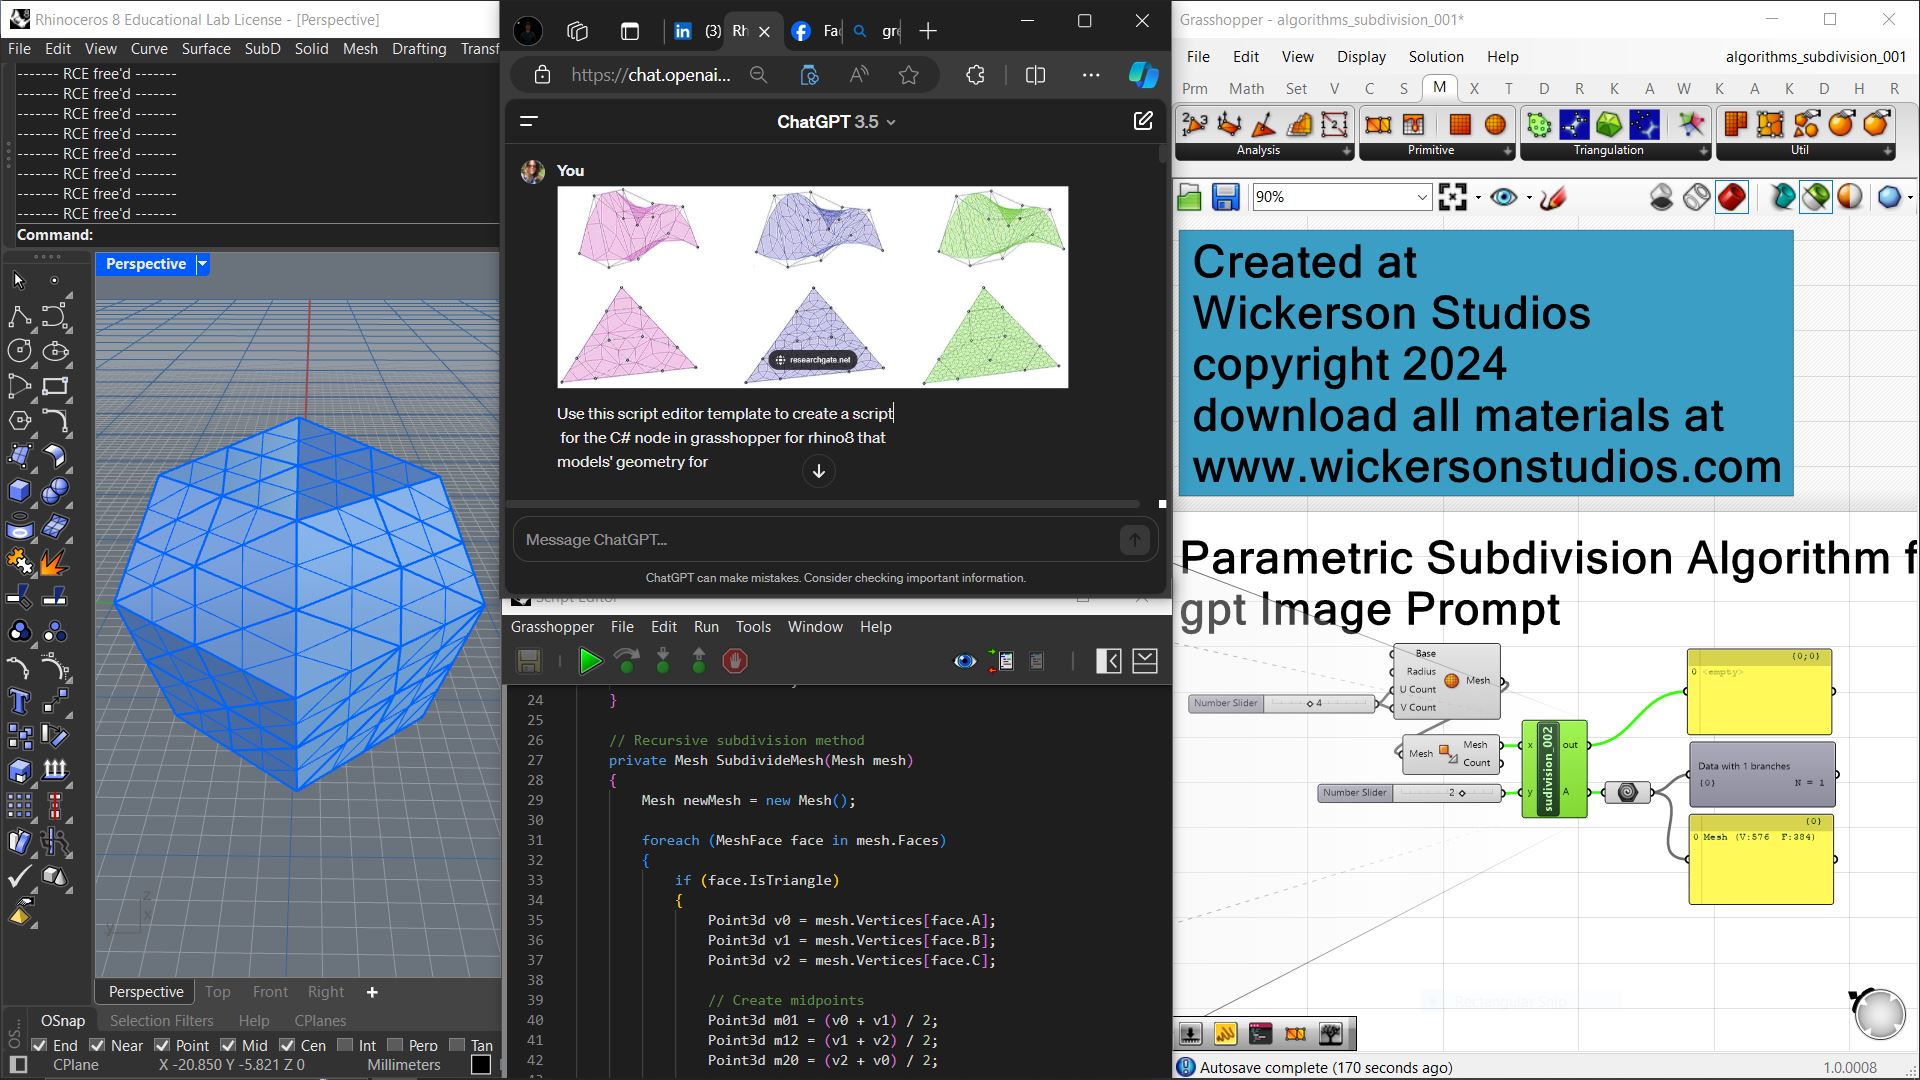 Rhinoceros 8 Educational Lab License - [Perspective]
File Edit View Curve Surface SubD Solid Mesh Drafting Transf
------- RCE free'd -------
------- RCE free'd -------
------- RCE free'd -------
------- RCE free'd -------
------- RCE free'd -------
------- RCE free'd -------
------- RCE free'd -------
------- RCE free'd -------
Command:
Perspective
z
x
y
Perspective Top Front Right
OS...
OSnap Selection Filters Help CPlanes
End Near Point Mid Cen Int Perp Tan
CPlane X -20.850 Y -5.821 Z 0 Millimeters
(3) Rh Fa gr
https://chat.openai...
ChatGPT 3.5
You
researchgate.net
Use this script editor template to create a script
for the C# node in grasshopper for rhino8 that
models' geometry for
Message ChatGPT...
ChatGPT can make mistakes. Consider checking important information.
Script Editor
Grasshopper File Edit Run Tools Window Help
24 }
25
26 // Recursive subdivision method
27 private Mesh SubdivideMesh(Mesh mesh)
28 {
29 Mesh newMesh = new Mesh();
30
31 foreach (MeshFace face in mesh.Faces)
32 {
33 if (face.IsTriangle)
34 {
35 Point3d v0 = mesh.Vertices[face.A];
36 Point3d v1 = mesh.Vertices[face.B];
37 Point3d v2 = mesh.Vertices[face.C];
38
39 // Create midpoints
40 Point3d m01 = (v0 + v1) / 2;
41 Point3d m12 = (v1 + v2) / 2;
42 Point3d m20 = (v2 + v0) / 2;
Grasshopper - algorithms_subdivision_001*
File Edit View Display Solution Help algorithms_subdivision_001
Prm Math Set V C S M X T D R K A W K A K D H R
Analysis Primitive Triangulation Util
90%
Created at
Wickerson Studios
copyright 2024
download all materials at
www.wickersonstudios.com
Parametric Subdivision Algorithm f
gpt Image Prompt
Base
Radius
U Count
V Count
Mesh
Number Slider 4
Mesh
Mesh
Count
Number Slider 2
x
y
sudivision_002
out
A
{0;0}
0 <empty>
Data with 1 branches
{0} N = 1
{0}
0 Mesh (V:576 F:384)
Rectangular Snip
Autosave complete (170 seconds ago)
1.0.0008